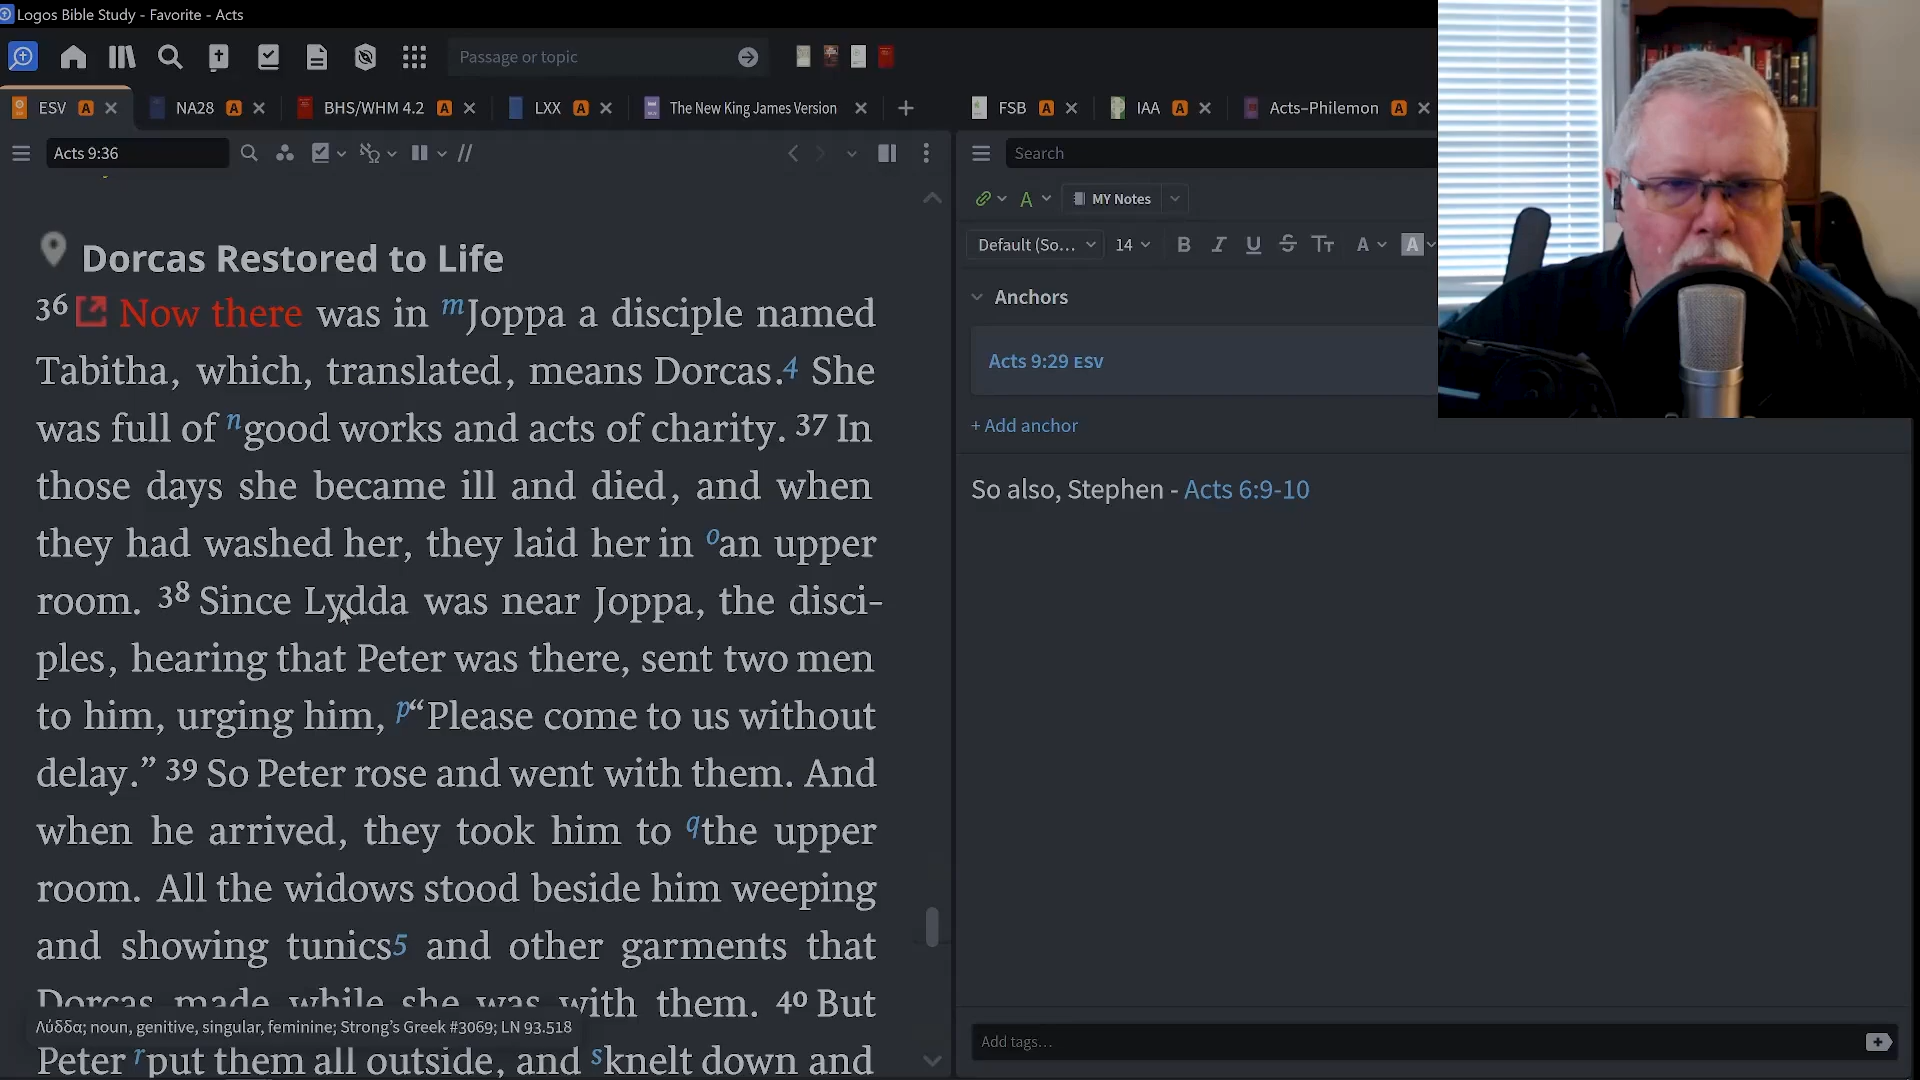 Logos Bible Study - Favorite - Acts
Passage or topic
ESV A NA28 A BHS/WHM 4.2 A LXX A The New King James Version
FSB A IAA A Acts–Philemon A
Acts 9:36
Search
MY Notes
Default (So... 14 B I U S Tт A A
Anchors
Acts 9:29 ESV
+ Add anchor
So also, Stephen - Acts 6:9-10
Add tags...
Dorcas Restored to Life
36 Now there was in m Joppa a disciple named
Tabitha, which, translated, means Dorcas.4 She
was full of n good works and acts of charity. 37 In
those days she became ill and died, and when
they had washed her, they laid her in o an upper
room. 38 Since Lydda was near Joppa, the disci-
ples, hearing that Peter was there, sent two men
to him, urging him, p “Please come to us without
delay.” 39 So Peter rose and went with them. And
when he arrived, they took him to q the upper
room. All the widows stood beside him weeping
and showing tunics5 and other garments that
Dorcas made while she was with them. 40 But
Λύδδα; noun, genitive, singular, feminine; Strong’s Greek #3069; LN 93.518
Peter r put them all outside, and s knelt down and